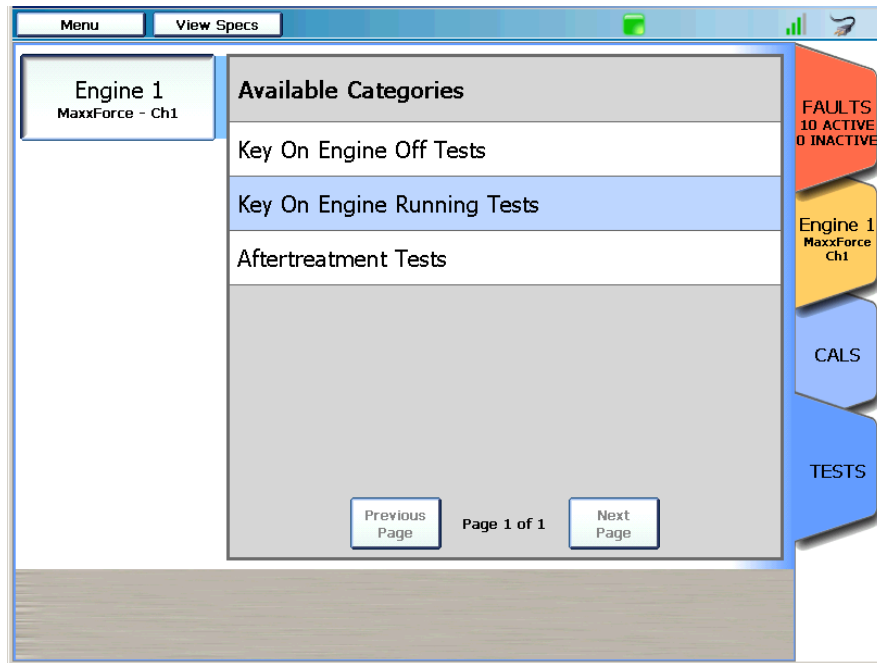 Menu
View Specs
Engine 1
MaxxForce - Ch1
Available Categories
Key On Engine Off Tests
Key On Engine Running Tests
Aftertreatment Tests
Previous
Page
Page 1 of 1
Next
Page
FAULTS
10 ACTIVE
0 INACTIVE
Engine 1
MaxxForce
Ch1
CALS
TESTS